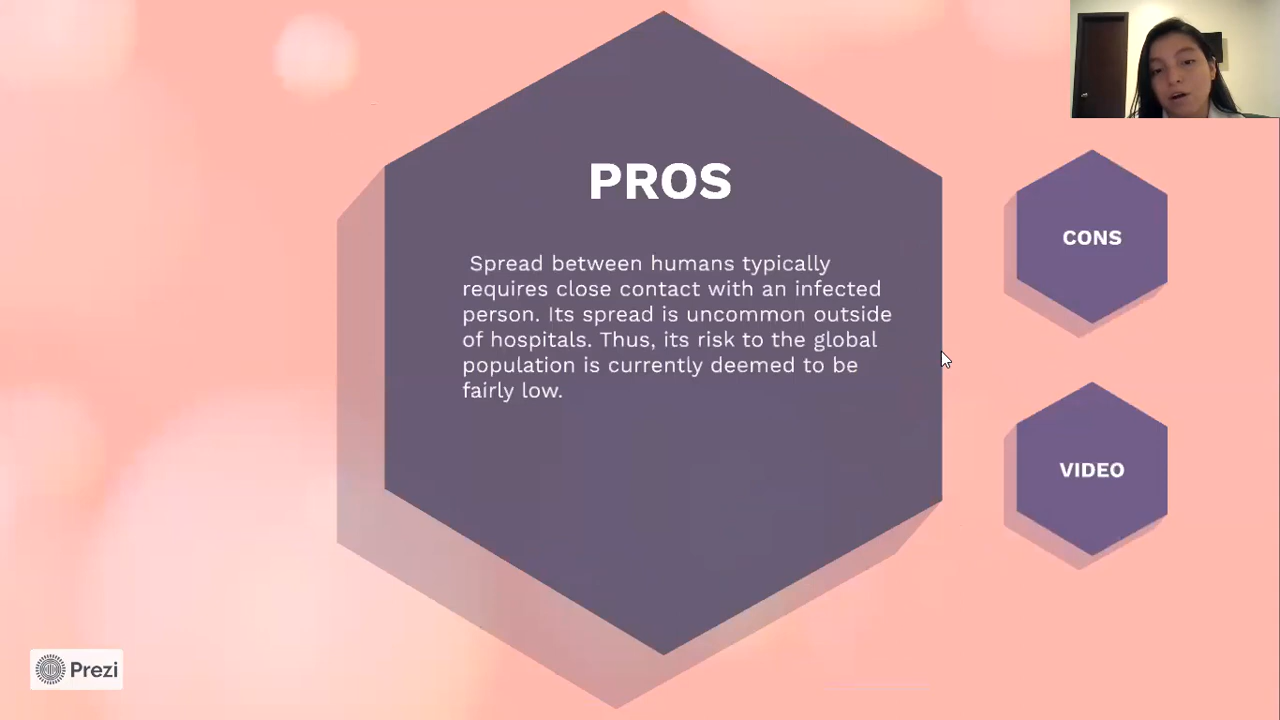 PROS
Spread between humans typically
requires close contact with an infected
person. Its spread is uncommon outside
of hospitals. Thus, its risk to the global
population is currently deemed to be
fairly low.
CONS
VIDEO
Prezi